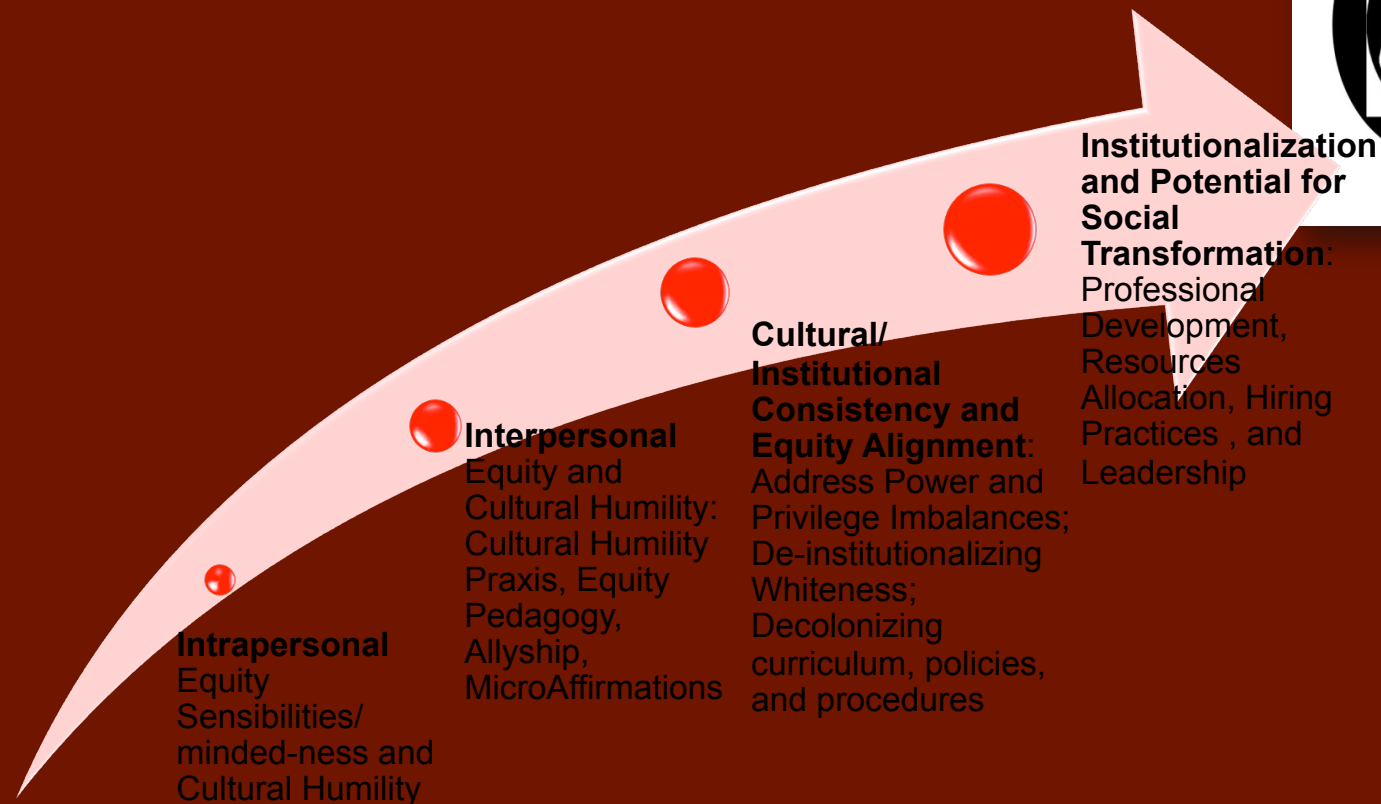 Intrapersonal
Equity
Sensibilities/
minded-ness and
Cultural Humility
Interpersonal
Equity and
Cultural Humility:
Cultural Humility
Praxis, Equity
Pedagogy,
Allyship,
MicroAffirmations
Cultural/
Institutional
Consistency and
Equity Alignment:
Address Power and
Privilege Imbalances;
De-institutionalizing
Whiteness;
Decolonizing
curriculum, policies,
and procedures
Institutionalization
and Potential for
Social
Transformation:
Professional
Development,
Resources
Allocation, Hiring
Practices , and
Leadership